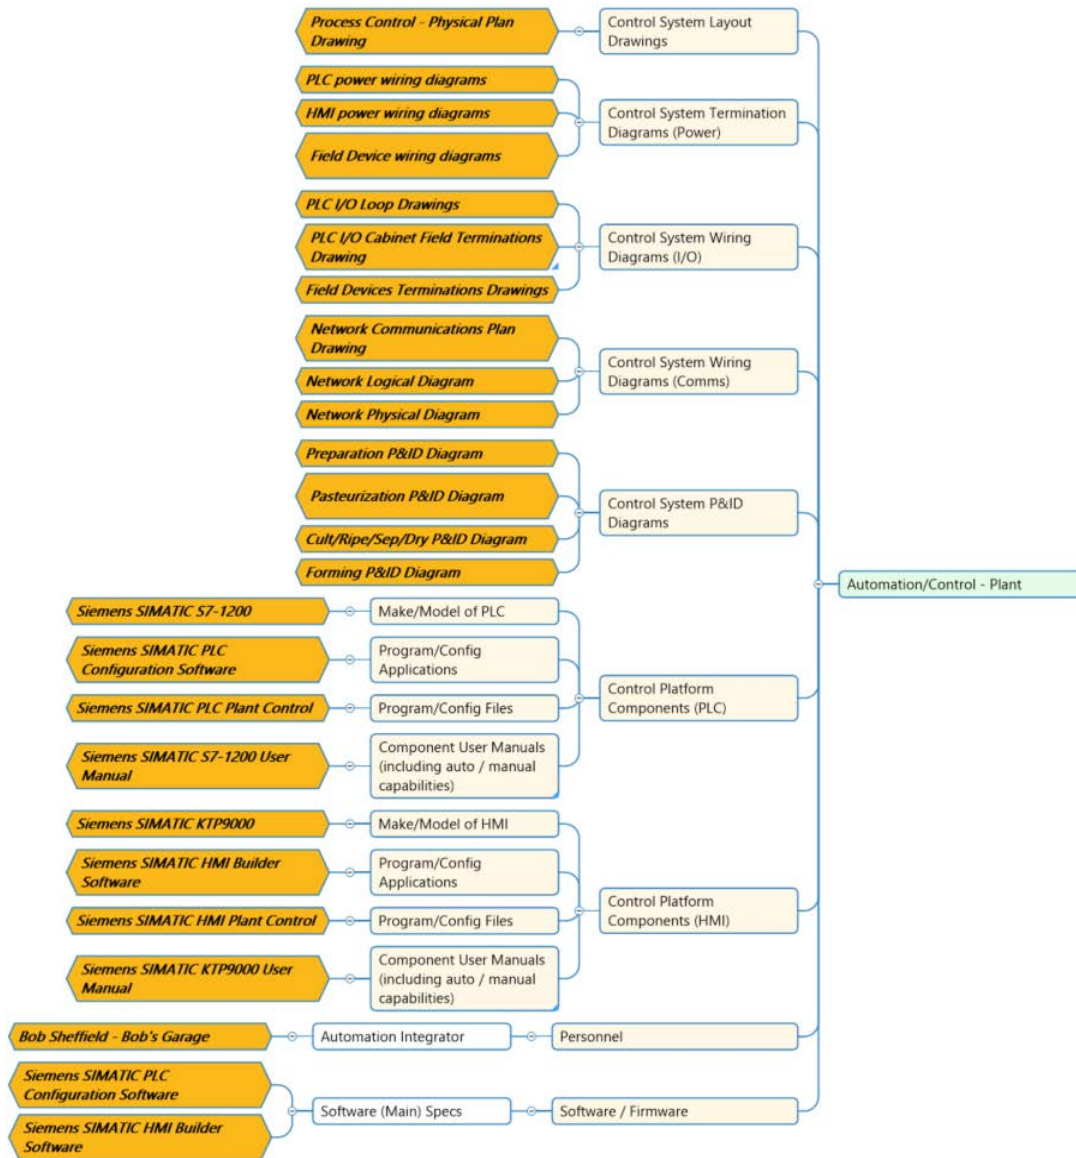 Process Control - Physical Plan
Drawing
Control System Layout
Drawings
PLC power wiring diagrams
HMI power wiring diagrams
Field Device wiring diagrams
Control System Termination
Diagrams (Power)
PLC I/O Loop Drawings
PLC I/O Cabinet Field Terminations
Drawing
Field Devices Terminations Drawings
Control System Wiring
Diagrams (I/O)
Network Communications Plan
Drawing
Network Logical Diagram
Network Physical Diagram
Control System Wiring
Diagrams (Comms)
Preparation P&ID Diagram
Pasteurization P&ID Diagram
Cult/Ripe/Sep/Dry P&ID Diagram
Forming P&ID Diagram
Control System P&ID
Diagrams
Automation/Control - Plant
Siemens SIMATIC S7-1200
Make/Model of PLC
Siemens SIMATIC PLC
Configuration Software
Program/Config
Applications
Siemens SIMATIC PLC Plant Control
Program/Config Files
Siemens SIMATIC S7-1200 User
Manual
Component User Manuals
(including auto / manual
capabilities)
Control Platform
Components (PLC)
Siemens SIMATIC KTP9000
Make/Model of HMI
Siemens SIMATIC HMI Builder
Software
Program/Config
Applications
Siemens SIMATIC HMI Plant Control
Program/Config Files
Siemens SIMATIC KTP9000 User
Manual
Component User Manuals
(including auto / manual
capabilities)
Control Platform
Components (HMI)
Bob Sheffield - Bob's Garage
Automation Integrator
Personnel
Siemens SIMATIC PLC
Configuration Software
Siemens SIMATIC HMI Builder
Software
Software (Main) Specs
Software / Firmware